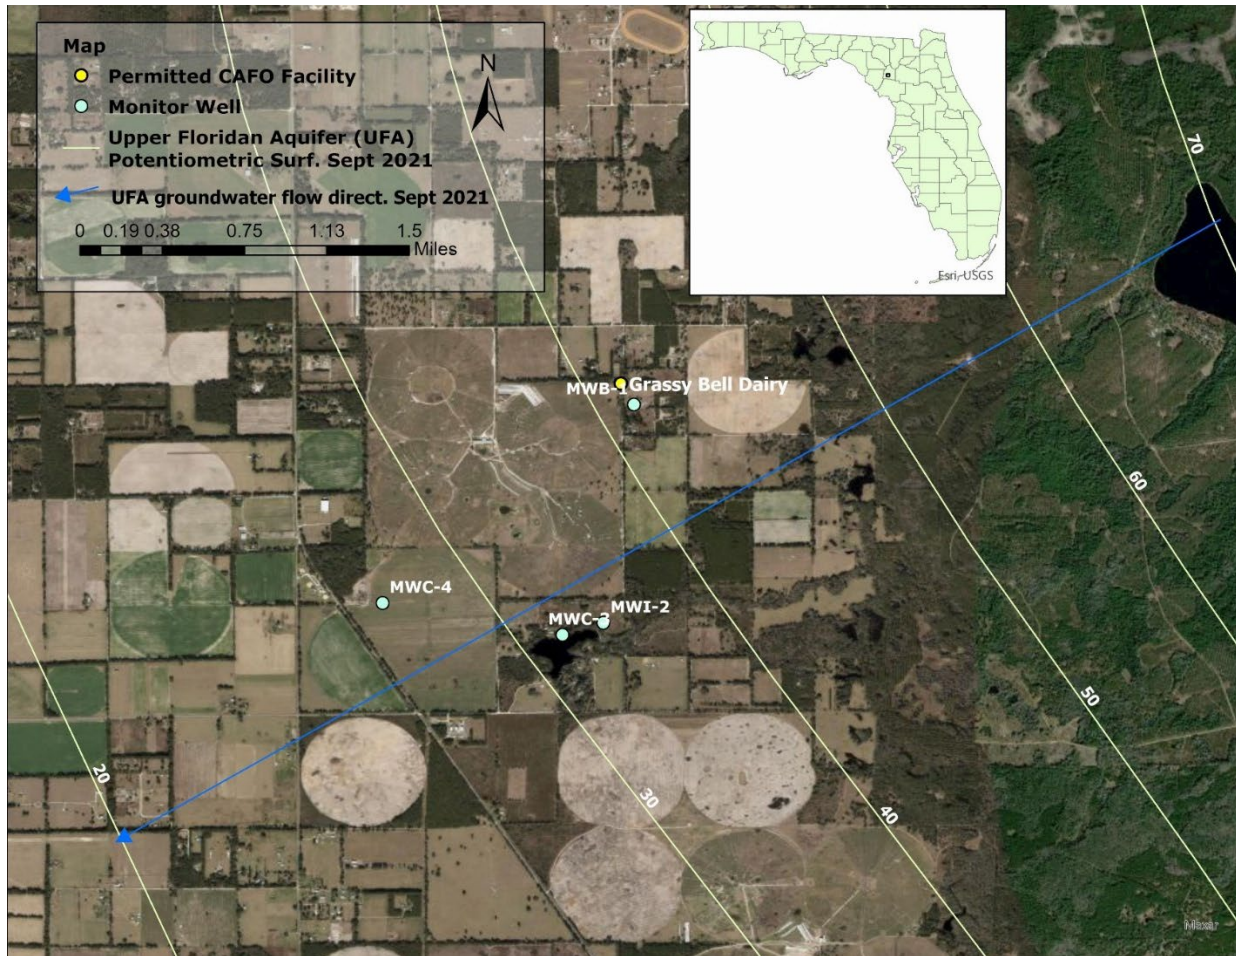 Map
Permitted CAFO Facility
Monitor Well
Upper Floridan Aquifer (UFA)
Potentiometric Surf. Sept 2021
UFA groundwater flow direct. Sept 2021
0 0.19 0.38 0.75 1.13 1.5
Miles
N
Esri, USGS
70
60
50
40
30
20
MWB-1
Grassy Bell Dairy
MWC-4
MWI-2
MWC-3
Maxar